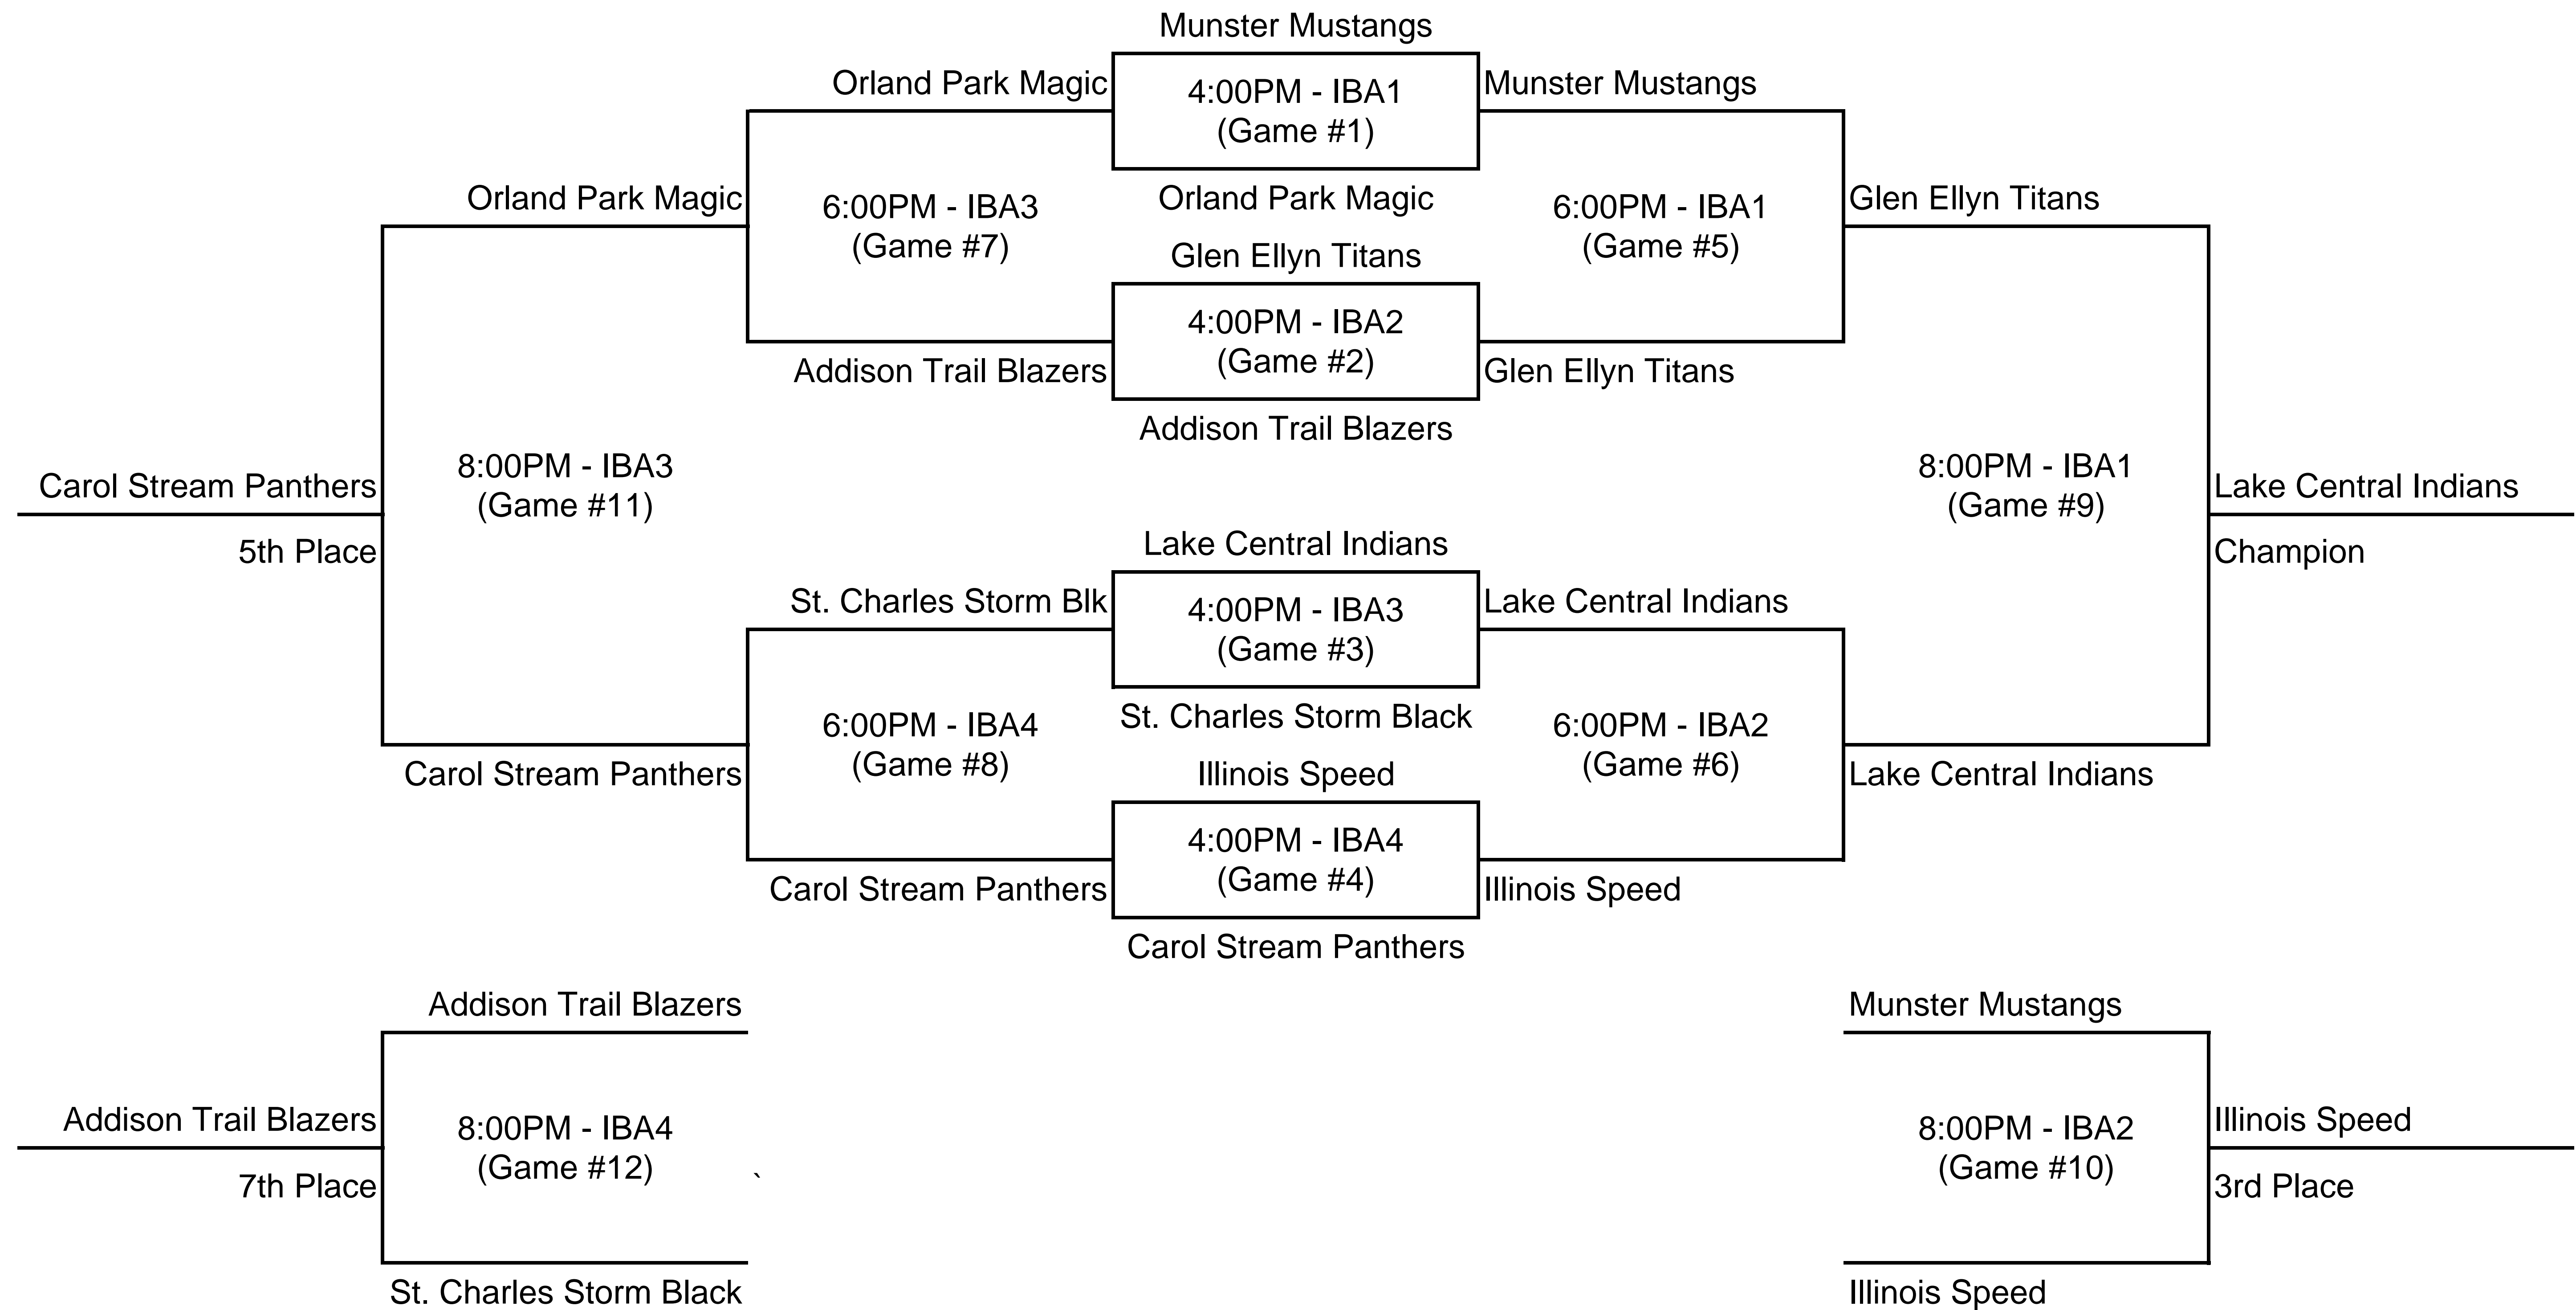 Munster Mustangs
Orland Park Magic
4:00PM - IBA1
(Game #1)
Munster Mustangs
Orland Park Magic
6:00PM - IBA3
(Game #7)
Orland Park Magic
6:00PM - IBA1
(Game #5)
Glen Ellyn Titans
Glen Ellyn Titans
4:00PM - IBA2
(Game #2)
Addison Trail Blazers
Glen Ellyn Titans
Addison Trail Blazers
Carol Stream Panthers
5th Place
8:00PM - IBA3
(Game #11)
8:00PM - IBA1
(Game #9)
Lake Central Indians
Champion
Lake Central Indians
St. Charles Storm Blk
4:00PM - IBA3
(Game #3)
Lake Central Indians
St. Charles Storm Black
6:00PM - IBA4
(Game #8)
6:00PM - IBA2
(Game #6)
Carol Stream Panthers
Illinois Speed
Lake Central Indians
4:00PM - IBA4
(Game #4)
Carol Stream Panthers
Illinois Speed
Carol Stream Panthers
Addison Trail Blazers
Munster Mustangs
Addison Trail Blazers
7th Place
8:00PM - IBA4
(Game #12)
`
8:00PM - IBA2
(Game #10)
Illinois Speed
3rd Place
St. Charles Storm Black
Illinois Speed